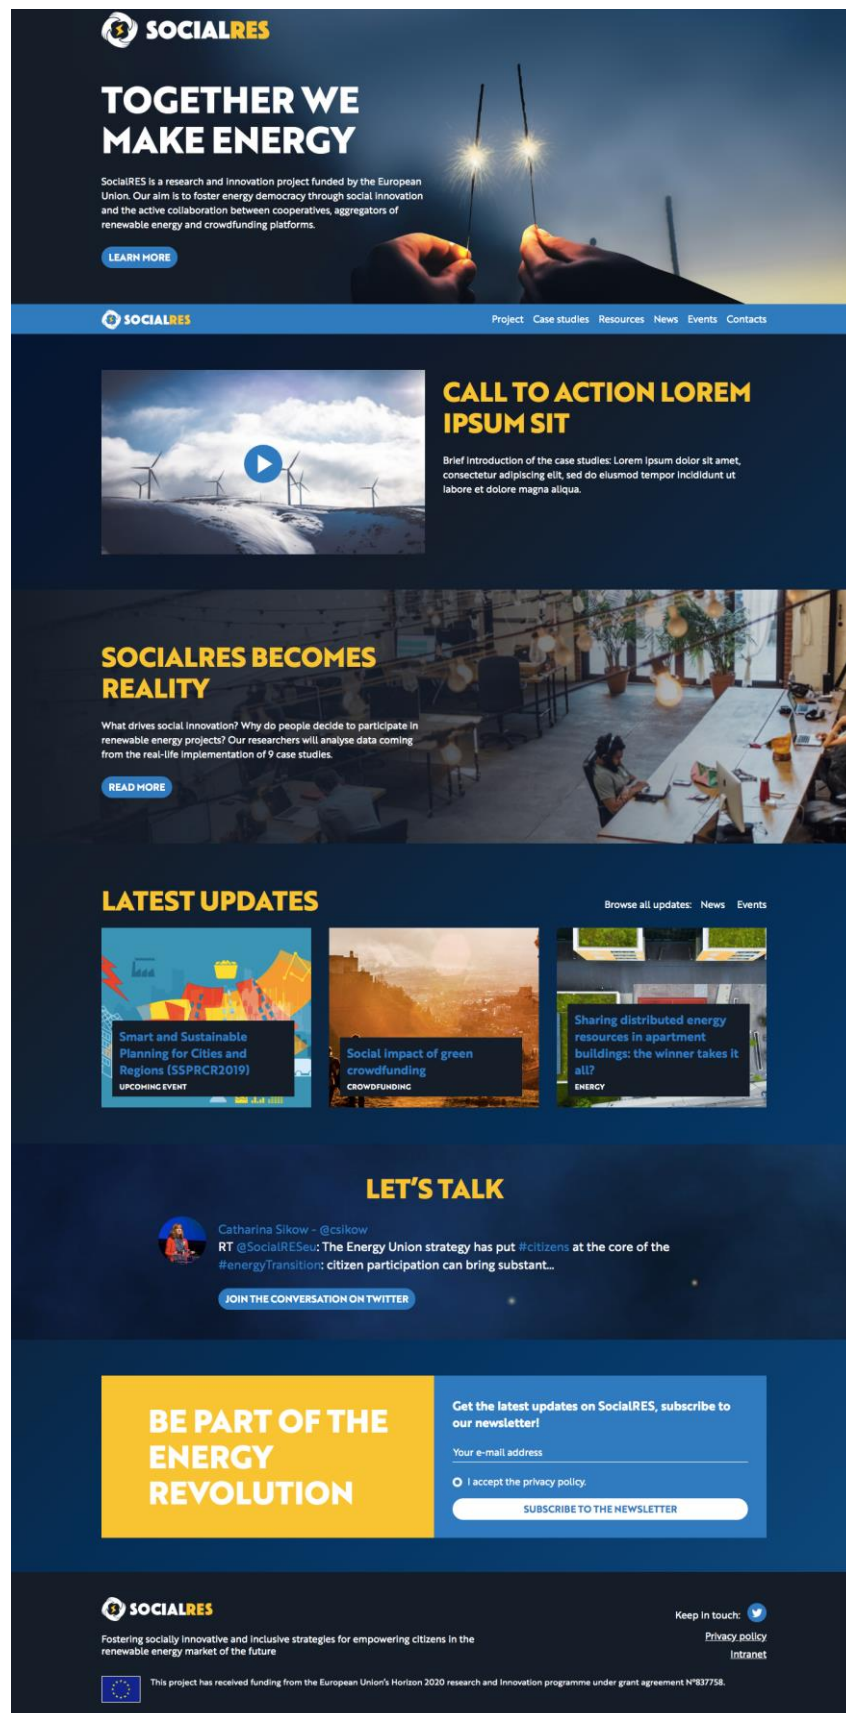 SOCIALRES
TOGETHER WE
MAKE ENERGY
SocialRES is a research and innovation project funded by the European
Union. Our aim is to foster energy democracy through social innovation
and the active collaboration between cooperatives, aggregators of
renewable energy and crowdfunding platforms.
LEARN MORE
SOCIALRES
Project Case studies Resources News Events Contacts
CALL TO ACTION LOREM
IPSUM SIT
Brief introduction of the case studies: Lorem ipsum dolor sit amet,
consectetur adipiscing elit, sed do eiusmod tempor incididunt ut
labore et dolore magna aliqua.
SOCIALRES BECOMES
REALITY
What drives social innovation? Why do people decide to participate in
renewable energy projects? Our researchers will analyse data coming
from the real-life implementation of 9 case studies.
READ MORE
LATEST UPDATES
Browse all updates: News Events
Smart and Sustainable
Planning for Cities and
Regions (SSPRCR2019)
UPCOMING EVENT
Social impact of green
crowdfunding
CROWDFUNDING
Sharing distributed energy
resources in apartment
buildings: the winner takes it
all?
ENERGY
LET'S TALK
Catharina Sikow - @csikow
RT @SocialRESeu: The Energy Union strategy has put #citizens at the core of the
#energyTransition: citizen participation can bring substant...
JOIN THE CONVERSATION ON TWITTER
BE PART OF THE
ENERGY
REVOLUTION
Get the latest updates on SocialRES, subscribe to
our newsletter!
Your e-mail address
I accept the privacy policy.
SUBSCRIBE TO THE NEWSLETTER
SOCIALRES
Fostering socially innovative and inclusive strategies for empowering citizens in the
renewable energy market of the future
Keep in touch:
Privacy policy
Intranet
This project has received funding from the European Union's Horizon 2020 research and Innovation programme under grant agreement N°837758.